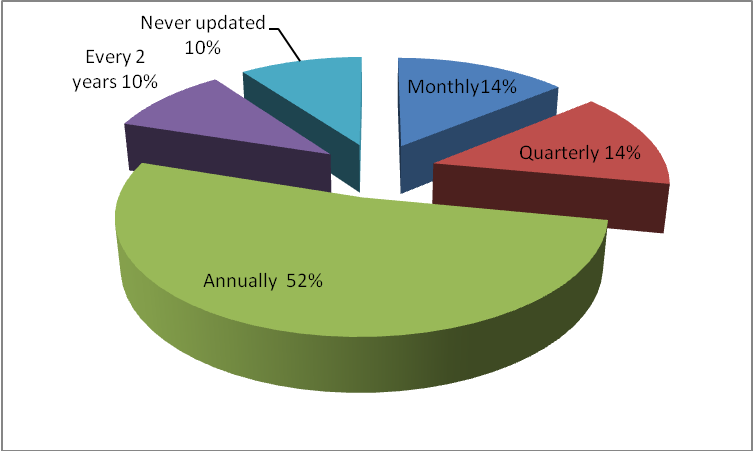 Never updated
10%
Every 2
years 10%
Monthly14%
Quarterly 14%
Annually  52%